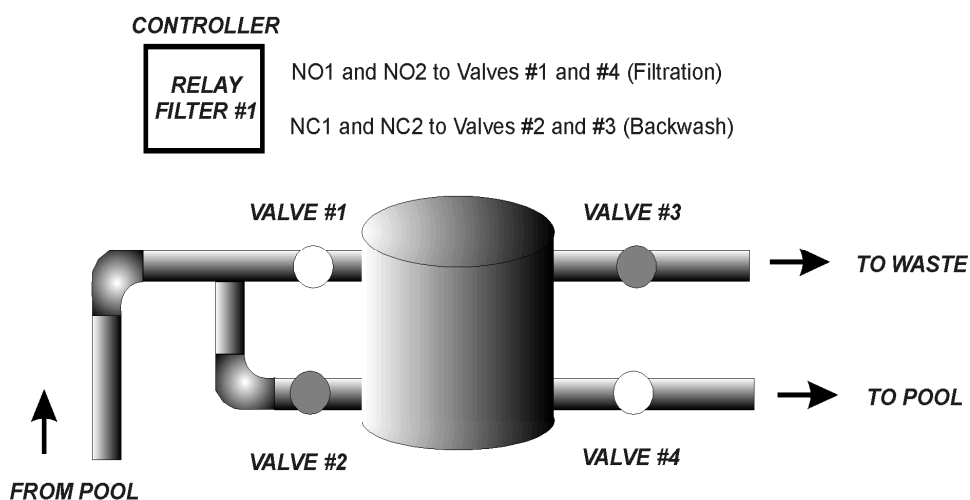 CONTROLLER
RELAY
FILTER #1
NO1 and NO2 to Valves #1 and #4 (Filtration)
NC1 and NC2 to Valves #2 and #3 (Backwash)
VALVE #1
VALVE #3
TO WASTE
TO POOL
VALVE #2
VALVE #4
FROM POOL